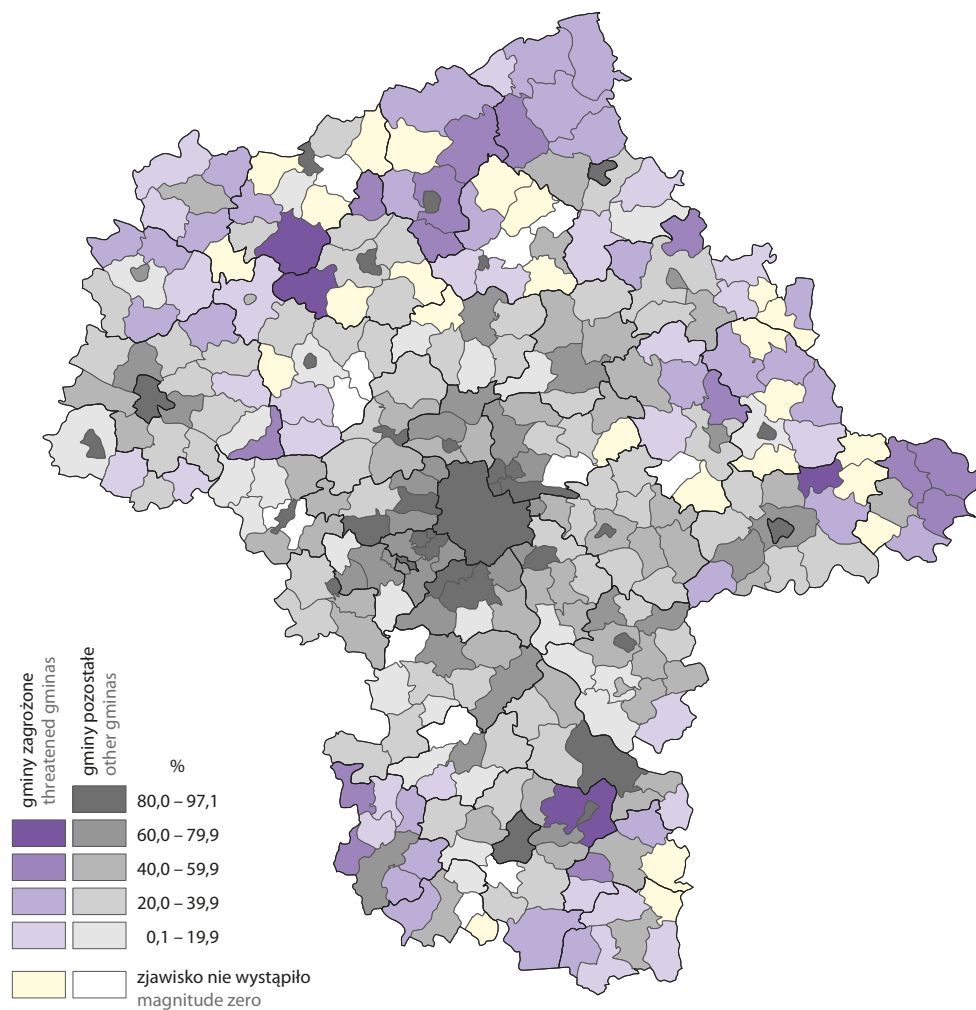 gminy zagrożone
threatened gminas
gminy pozostałe
other gminas
%
80,0 – 97,1
60,0 – 79,9
40,0 – 59,9
20,0 – 39,9
0,1 – 19,9
zjawisko nie wystąpiło
magnitude zero